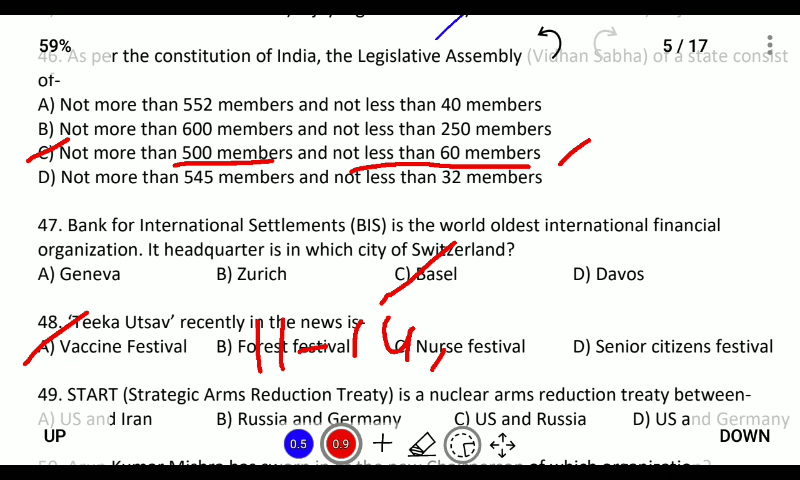 59%
5 / 17
46. As per the constitution of India, the Legislative Assembly (Vidhan Sabha) of a state consist
of-
A) Not more than 552 members and not less than 40 members
B) Not more than 600 members and not less than 250 members
C) Not more than 500 members and not less than 60 members
D) Not more than 545 members and not less than 32 members
47. Bank for International Settlements (BIS) is the world oldest international financial
organization. It headquarter is in which city of Switzerland?
A) Geneva B) Zurich C) Basel D) Davos
48. ‘Teeka Utsav’ recently in the news is-
A) Vaccine Festival B) Forest festival C) Nurse festival D) Senior citizens festival
11-14,
49. START (Strategic Arms Reduction Treaty) is a nuclear arms reduction treaty between-
A) US and Iran B) Russia and Germany C) US and Russia D) US and Germany
UP 0.5 0.9 DOWN